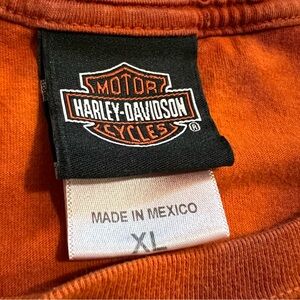 MOTOR
HARLEY-DAVIDSON
CYCLES
®
MADE IN MEXICO
XL